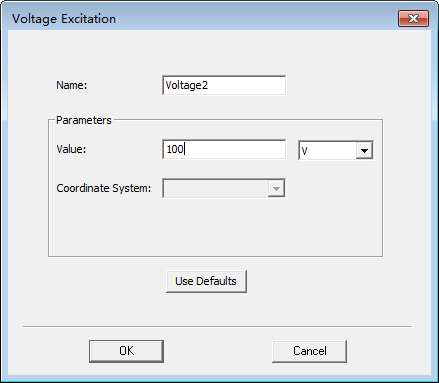 Voltage Excitation
Name: Voltage2
Parameters
Value: 100 V
Coordinate System:
Use Defaults
OK Cancel